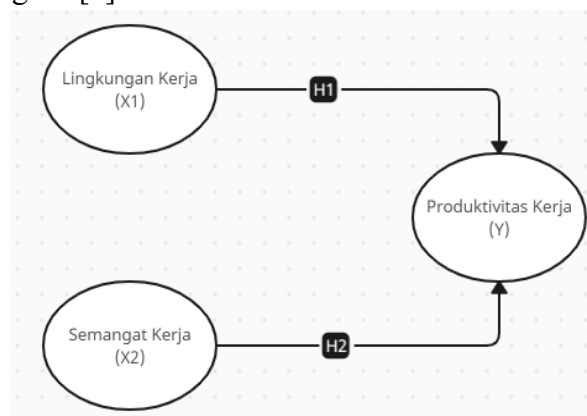 Lingkungan Kerja
(X1)
H1
Produktivitas Kerja
(Y)
Semangat Kerja
(X2)
H2